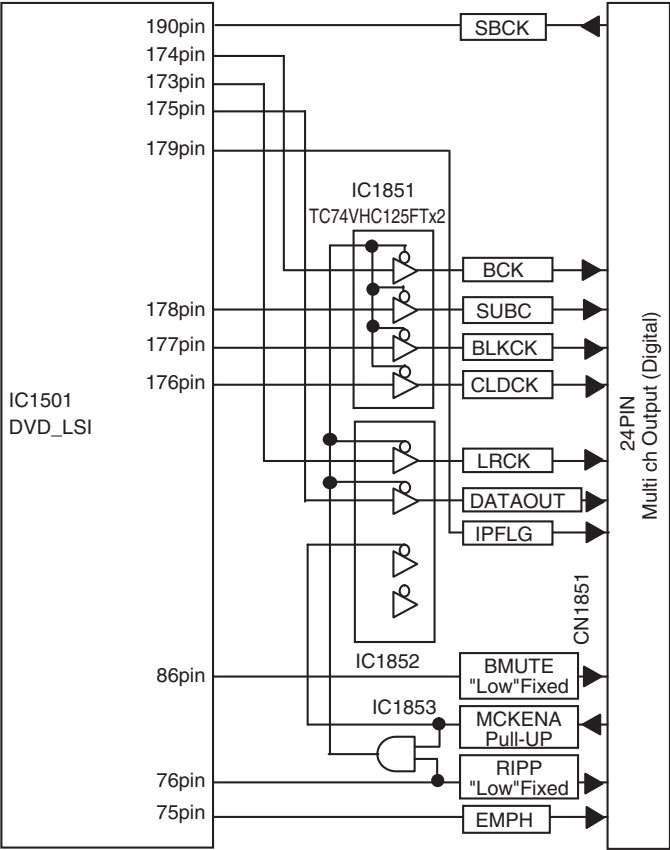 190pin
SBCK
174pin
173pin
175pin
179pin
IC1851
TC74VHC125FTx2
BCK
178pin
SUBC
177pin
BLKCK
176pin
CLDCK
IC1501
DVD_LSI
24PIN
Multi ch Output (Digital)
LRCK
DATAOUT
IPFLG
CN1851
IC1852
86pin
BMUTE
"Low"Fixed
IC1853
MCKENA
Pull-UP
76pin
RIPP
"Low"Fixed
75pin
EMPH